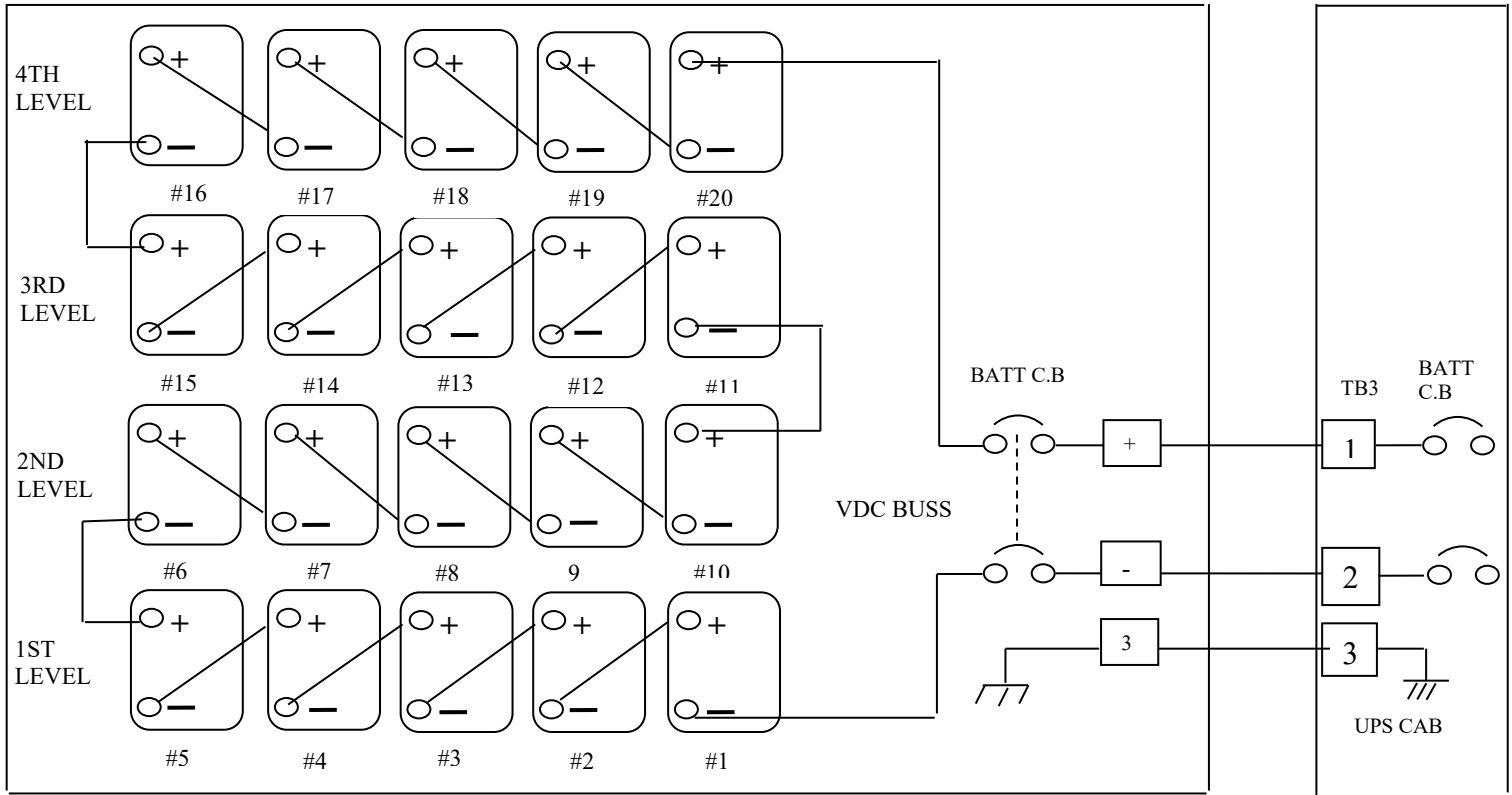 4TH
LEVEL
+ + + + +
— — — — —
#16 #17 #18 #19 #20
3RD
LEVEL
+ + + + +
— — — — —
#15 #14 #13 #12 #11
2ND
LEVEL
+ + + + +
— — — — —
#6 #7 #8 9 #10
1ST
LEVEL
+ + + + +
— — — — —
#5 #4 #3 #2 #1
BATT C.B
VDC BUSS
+
-
3
TB3
BATT
C.B
1
2
3
UPS CAB